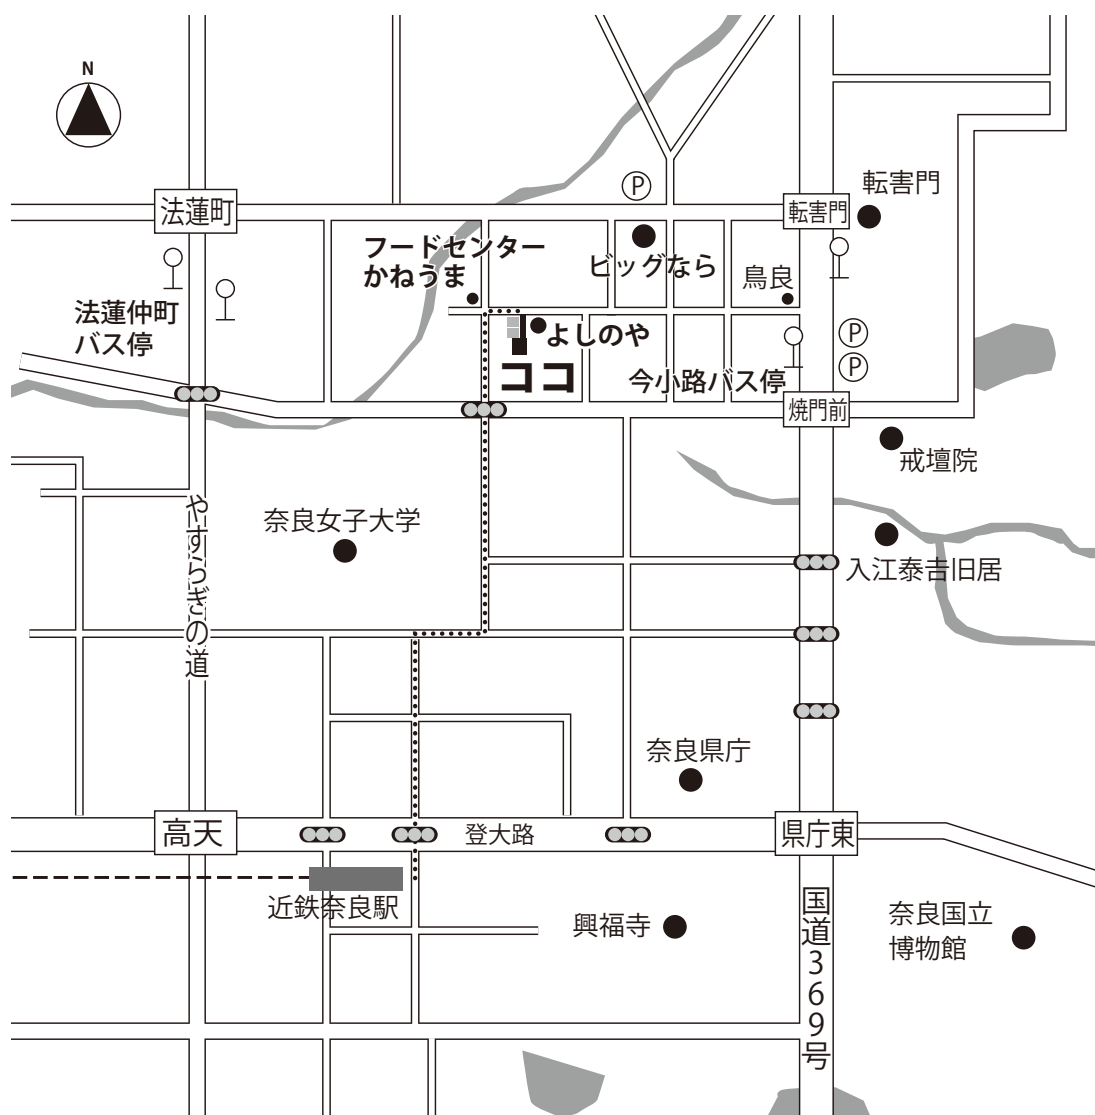 N
転害門
法蓮町
転害門
P
フードセンター
かねうま
ビッグなら
鳥良
法蓮仲町
バス停
よしのや
P
P
ココ
今小路バス停
焼門前
戒壇院
やすらぎの道
奈良女子大学
入江泰吉旧居
奈良県庁
高天
登大路
県庁東
近鉄奈良駅
興福寺
国道369号
奈良国立
博物館